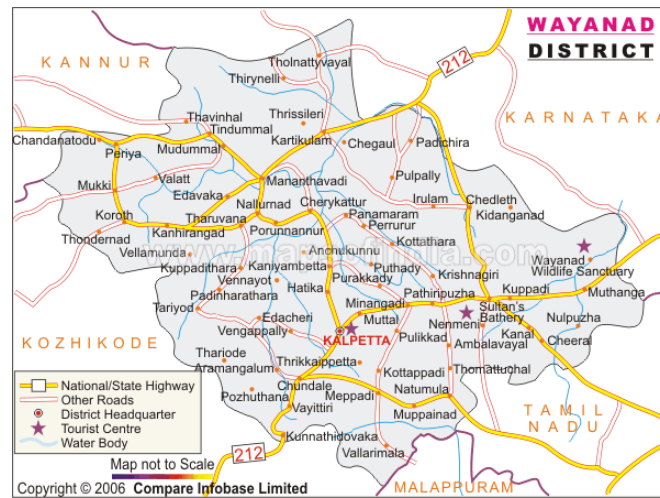 WAYANAD
DISTRICT
212
KANNUR
Tholnattyvayal
Thirynelli
KARNATAKA
Thavinhal
Thrissileri
Tindummal
Chandanatodu
Kartikulam
Periya
Mudummal
Chegaul
Padichira
Mukki
Valatt
Mananthavadi
Pulpally
Edavaka
Nallurnad
Cherykattur
Irulam
Chedleth
Koroth
Tharuvana
Panamaram
Kidanganad
Thondernad
Kanhirangad
Porunnannur
Perrurur
Kottathara
www.mapsofindia.com
Vellamunda
Anchukunnu
Wayanad
Wildlife Sanctuary
Kuppadithara
Kaniyambetta
Puthady
Krishnagiri
Vennayot
Purakkady
Muthanga
Padinharathara
Hatika
Pathiripuzha
Kuppadi
Minangadi
Sultan's
Bathery
Tariyod
Edacheri
Muttal
Nenmeni
Nulpuzha
Vengappally
KALPETTA
Pulikkad
Kanal
KOZHIKODE
Ambalavayal
Cheeral
Thariode
Thrikkaippetta
Aramangalum
Kottappadi
Thomattuchal
Chundale
Pozhuthana
Meppadi
Natumula
Vayittiri
Muppainad
TAMIL
NADU
Kunnathidovaka
Vallarimala
212
MALAPPURAM
National/State Highway
Other Roads
District Headquarter
Tourist Centre
Water Body
Map not to Scale
Copyright © 2006 Compare Infobase Limited